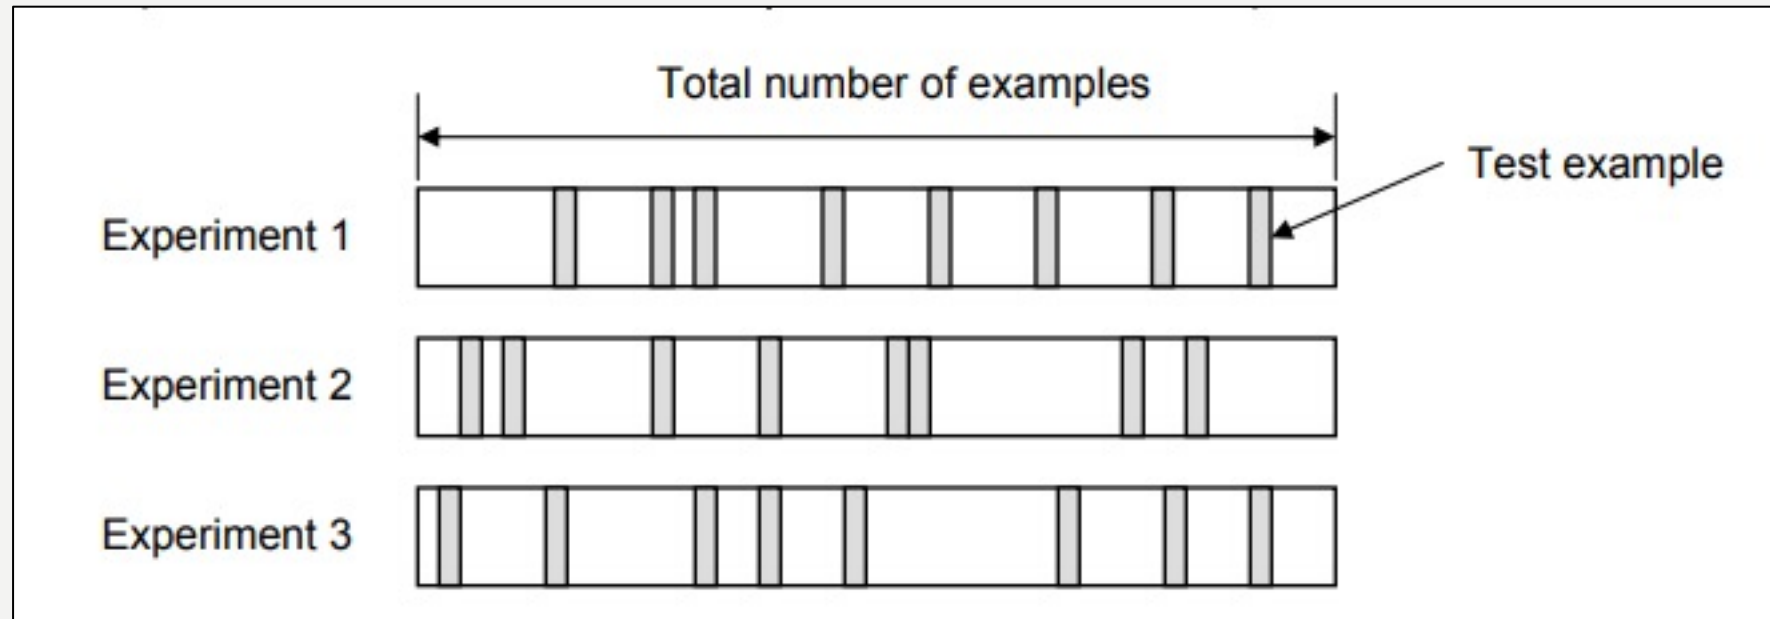 Total number of examples
Test example
Experiment 1
Experiment 2
Experiment 3